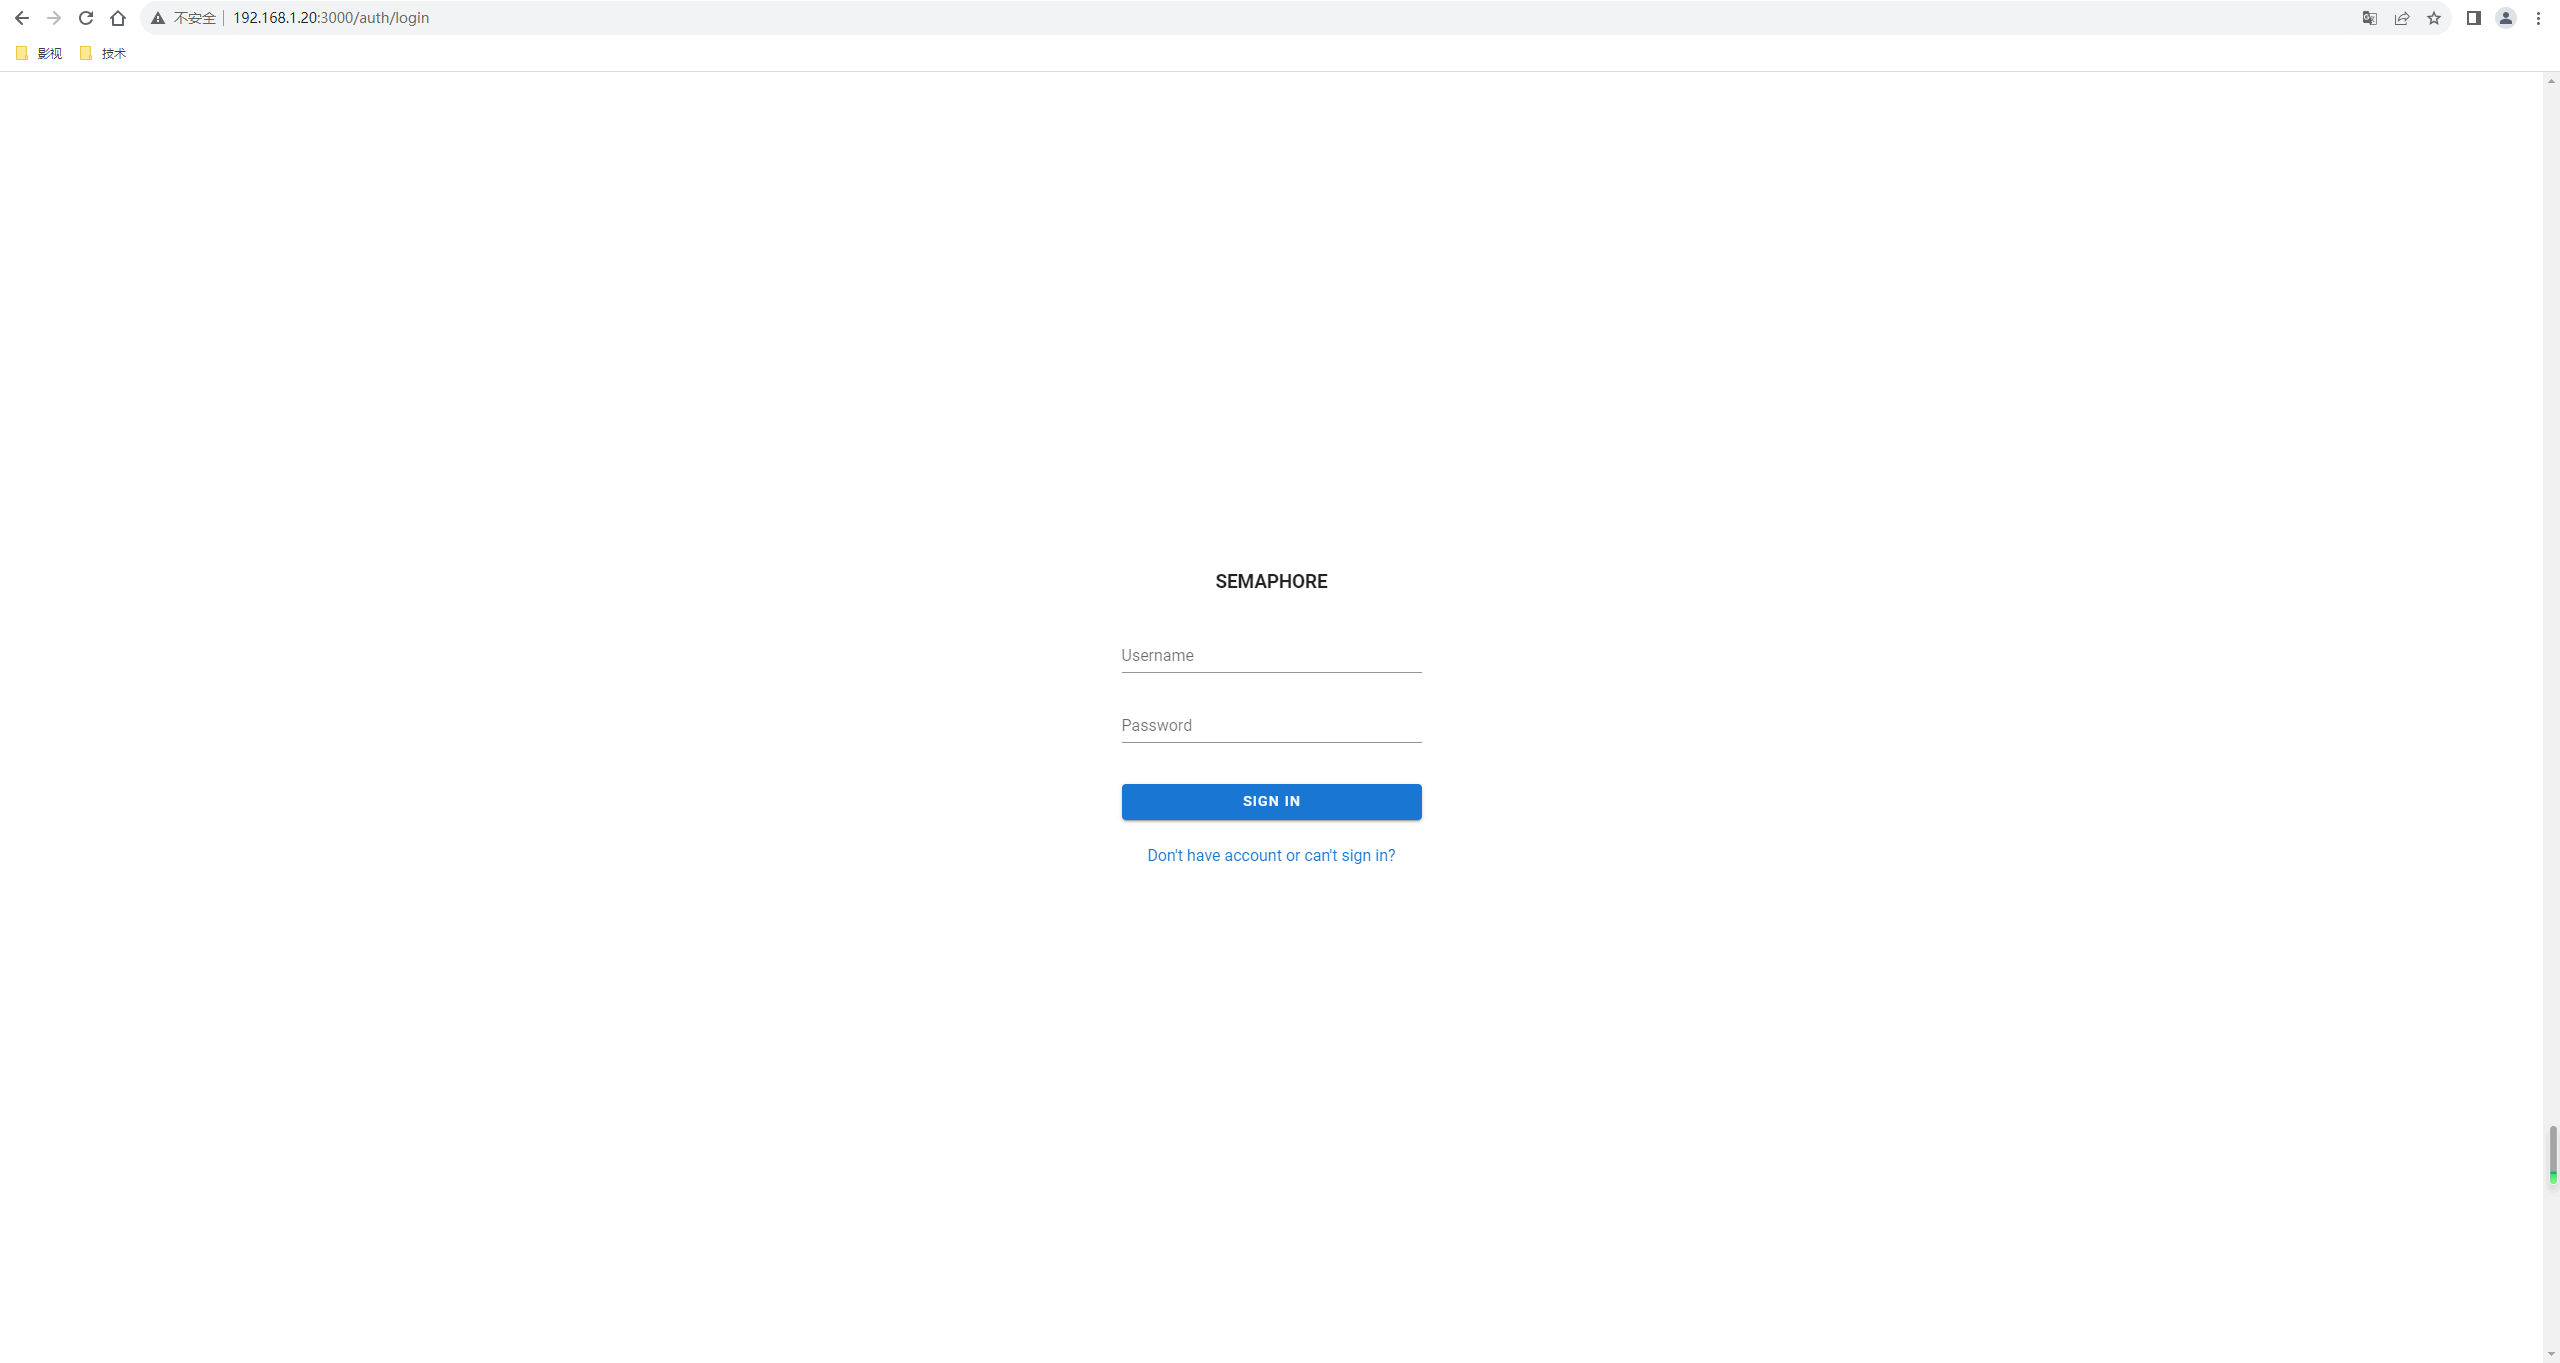 不安全 192.168.1.20:3000/auth/login
影视 技术
SEMAPHORE
Username
Password
SIGN IN
Don't have account or can't sign in?